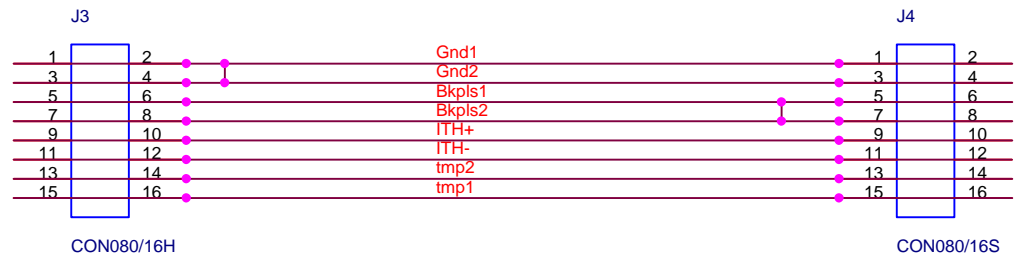 J3 J4
1 2 Gnd1 1 2
3 4 Gnd2 3 4
5 6 Bkpls1 5 6
7 8 Bkpls2 7 8
9 10 ITH+ 9 10
11 12 ITH- 11 12
13 14 tmp2 13 14
15 16 tmp1 15 16
CON080/16H CON080/16S